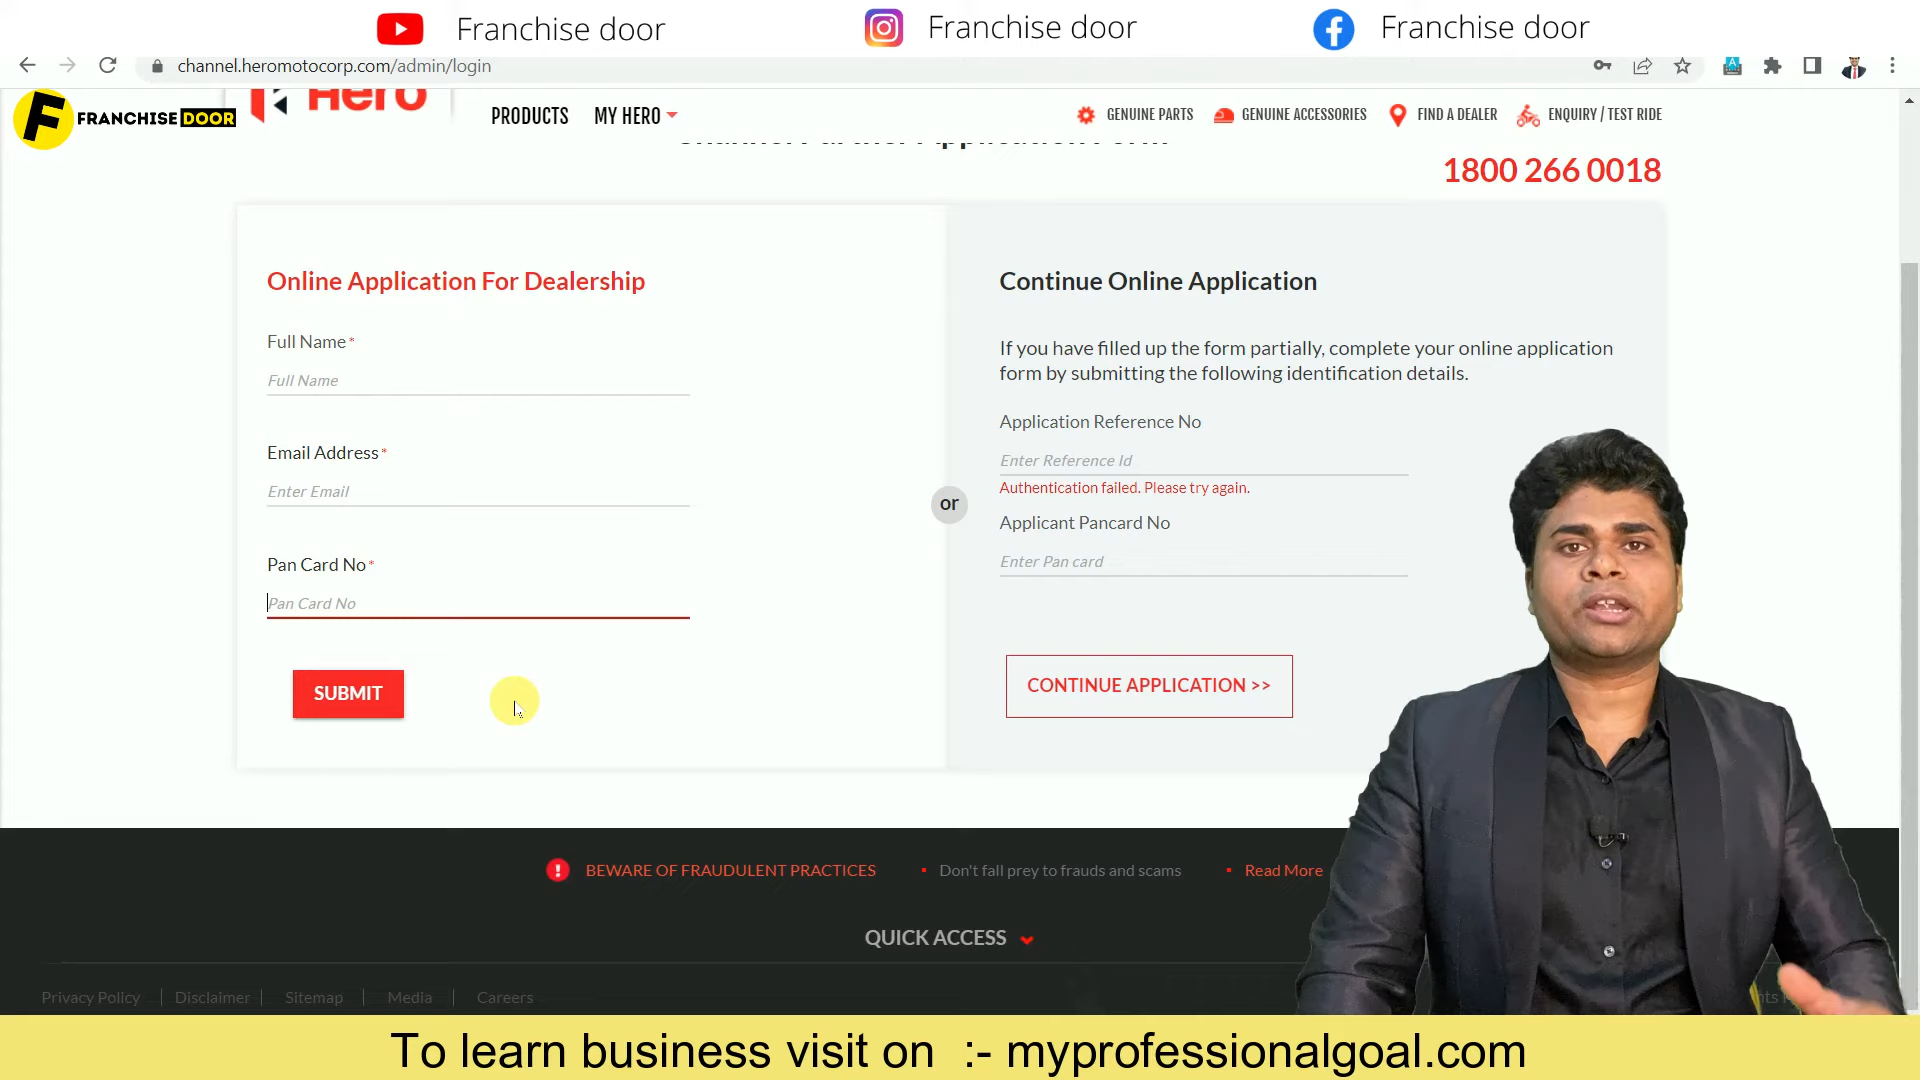 Franchise door
Franchise door
Franchise door
channel.heromotocorp.com/admin/login
Hero
F FRANCHISE DOOR
PRODUCTS
MY HERO
GENUINE PARTS
GENUINE ACCESSORIES
FIND A DEALER
ENQUIRY / TEST RIDE
Channel Partner Application Form
1800 266 0018
Online Application For Dealership
Full Name*
Full Name
Email Address*
Enter Email
Pan Card No*
Pan Card No
SUBMIT
or
Continue Online Application
If you have filled up the form partially, complete your online application
form by submitting the following identification details.
Application Reference No
Enter Reference Id
Authentication failed. Please try again.
Applicant Pancard No
Enter Pan card
CONTINUE APPLICATION >>
BEWARE OF FRAUDULENT PRACTICES
Don't fall prey to frauds and scams
Read More
QUICK ACCESS
Privacy Policy | Disclaimer | Sitemap | Media | Careers
To learn business visit on :- myprofessionalgoal.com